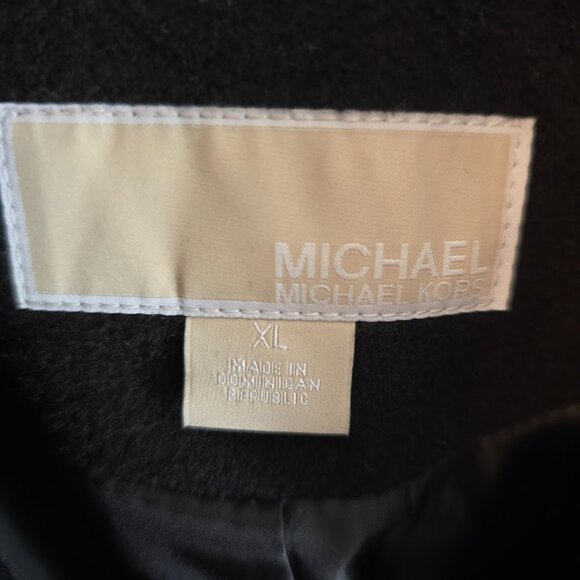 MICHAEL
MICHAEL KORS
XL
MADE IN
DOMINICAN
REPUBLIC